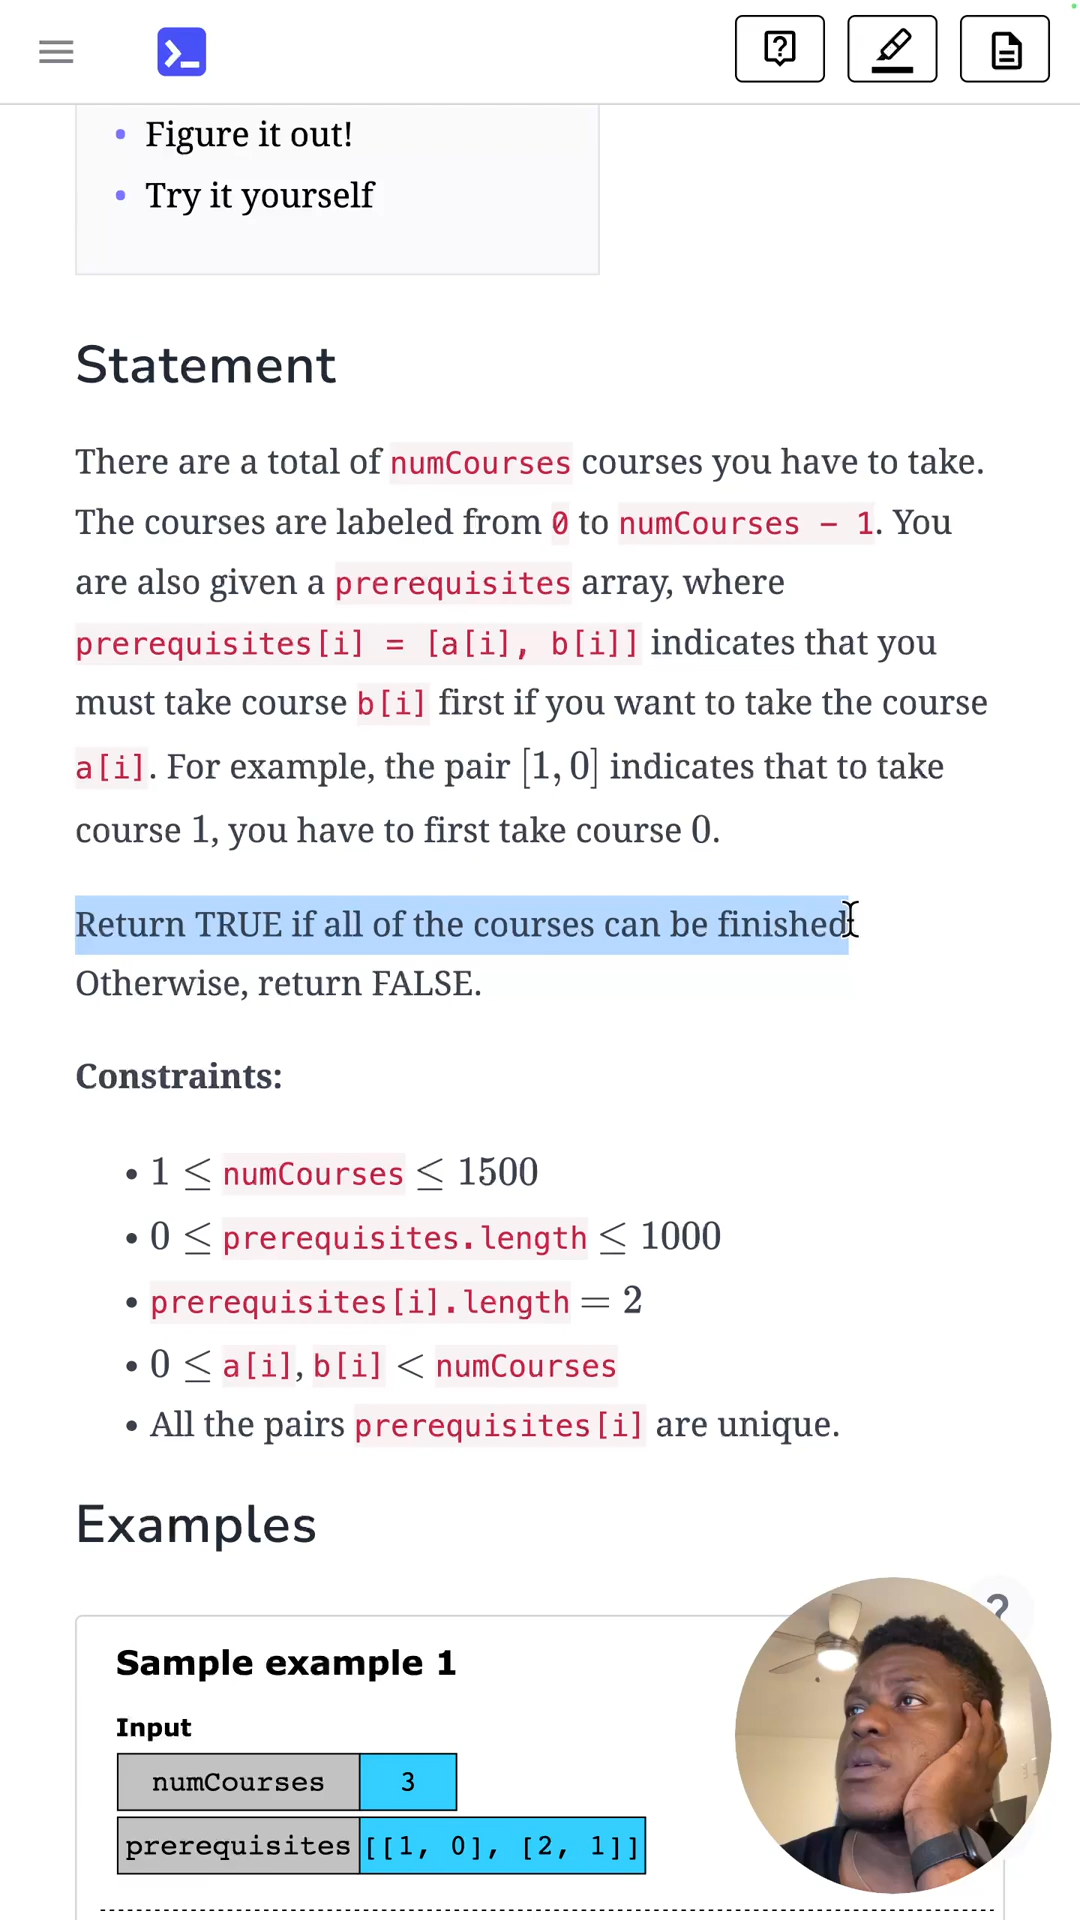 Figure it out!
Try it yourself
Statement
There are a total of numCourses courses you have to take.
The courses are labeled from 0 to numCourses − 1. You
are also given a prerequisites array, where
prerequisites[i] = [a[i], b[i]] indicates that you
must take course b[i] first if you want to take the course
a[i]. For example, the pair [1, 0] indicates that to take
course 1, you have to first take course 0.
Return TRUE if all of the courses can be finished.
Otherwise, return FALSE.
Constraints:
1 ≤ numCourses ≤ 1500
0 ≤ prerequisites.length ≤ 1000
prerequisites[i].length = 2
0 ≤ a[i], b[i] < numCourses
All the pairs prerequisites[i] are unique.
Examples
?
Sample example 1
Input
numCourses 3
prerequisites [[1, 0], [2, 1]]